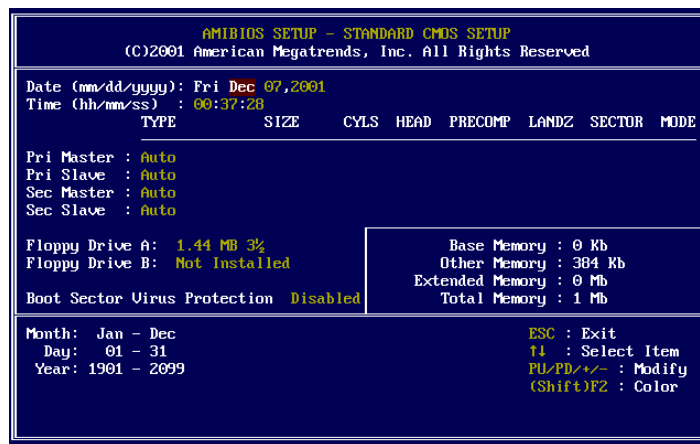 AMIBIOS SETUP - STANDARD CMOS SETUP
(C)2001 American Megatrends, Inc. All Rights Reserved
Date (mm/dd/yyyy): Fri Dec 07,2001
Time (hh/mm/ss) : 00:37:28
TYPE SIZE CYLS HEAD PRECOMP LANDZ SECTOR MODE
Pri Master : Auto
Pri Slave : Auto
Sec Master : Auto
Sec Slave : Auto
Floppy Drive A: 1.44 MB 3½
Floppy Drive B: Not Installed
Boot Sector Virus Protection Disabled
Base Memory : 0 Kb
Other Memory : 384 Kb
Extended Memory : 0 Mb
Total Memory : 1 Mb
Month: Jan - Dec
Day: 01 - 31
Year: 1901 - 2099
ESC : Exit
↑↓ : Select Item
PU/PD/+/- : Modify
(Shift)F2 : Color